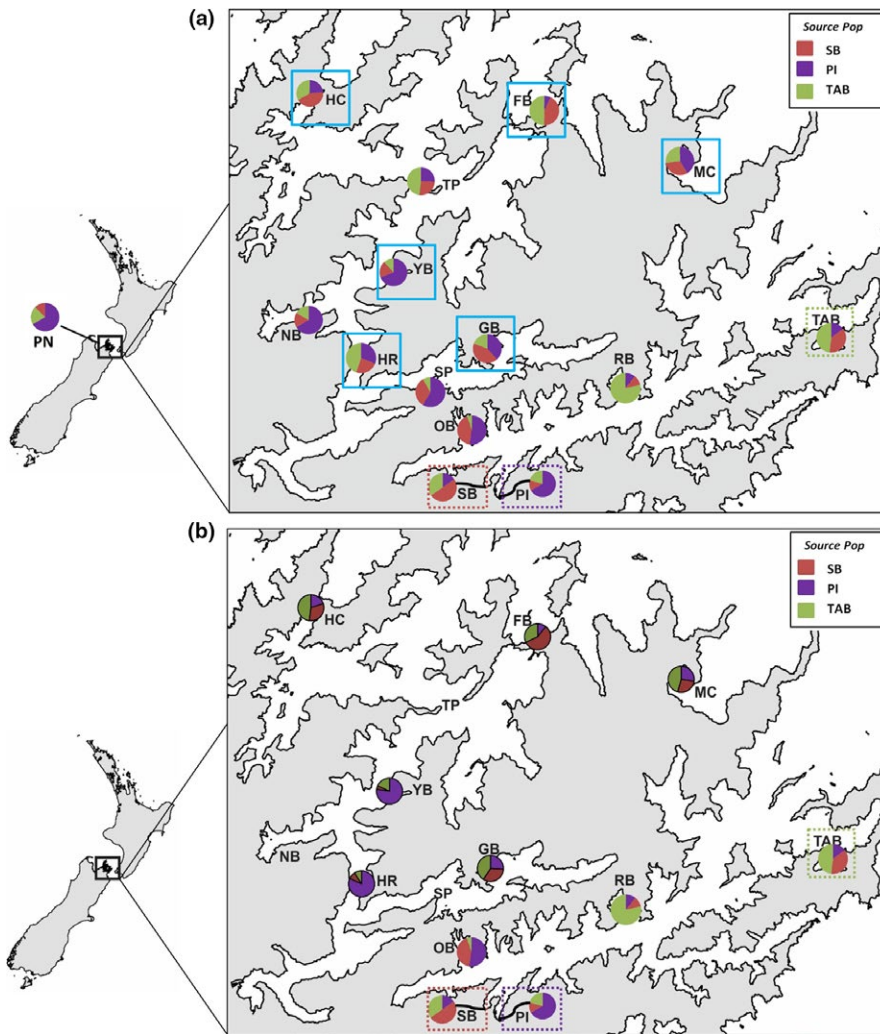 (a)
Source Pop
SB
PI
TAB
HC
FB
MC
TP
YB
PN
NB
HR
GB
TAB
SP
RB
OB
SB
PI
(b)
Source Pop
SB
PI
TAB
HC
FB
MC
TP
YB
NB
HR
GB
TAB
SP
RB
OB
SB
PI